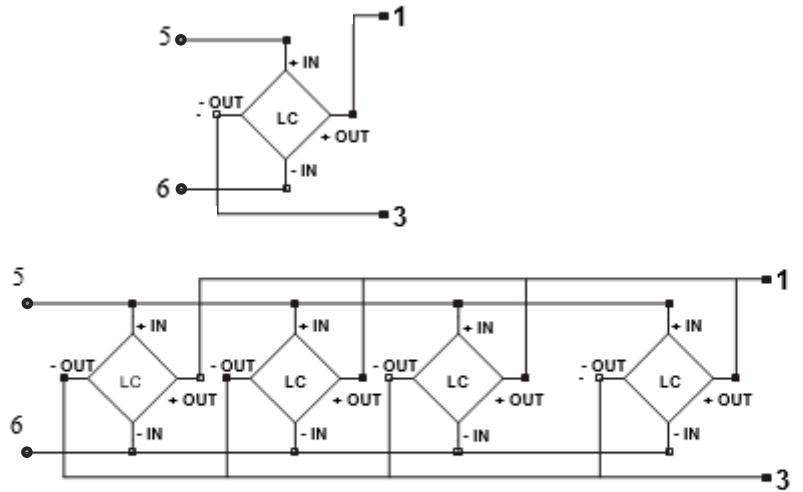 5
1
+ IN
- OUT
-
LC
+ OUT
- IN
6
3
5
1
+ IN
+ IN
+ IN
+ IN
- OUT
- OUT
- OUT
- OUT
-
LC
LC
LC
LC
+ OUT
+ OUT
+ OUT
+ OUT
6
- IN
- IN
- IN
- IN
3